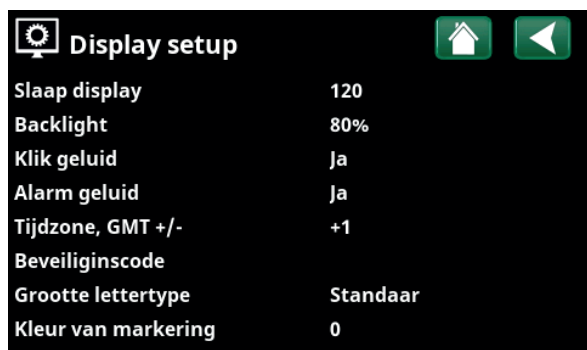 Display setup
Slaap display 120
Backlight 80%
Klik geluid Ja
Alarm geluid Ja
Tijdzone, GMT +/- +1
Beveiliginscode
Grootte lettertype Standaar
Kleur van markering 0